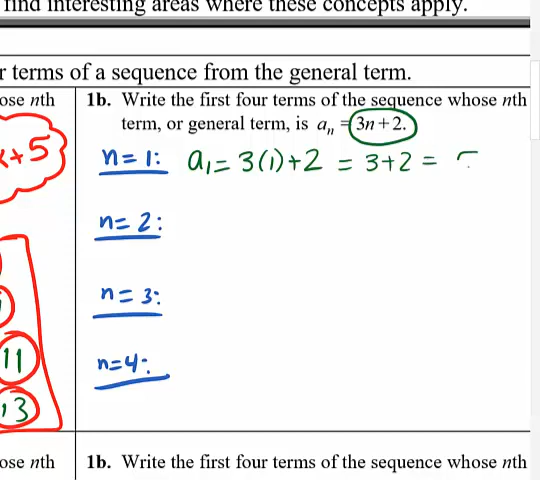 find interesting areas where these concepts apply.
r terms of a sequence from the general term.
ose nth
1b. Write the first four terms of the sequence whose nth
term, or general term, is aₙ = 3n + 2.
x+5
n = 1: a₁ = 3(1)+2 = 3+2 =
n = 2:
n = 3:
n=4:
11
13
ose nth
1b. Write the first four terms of the sequence whose nth